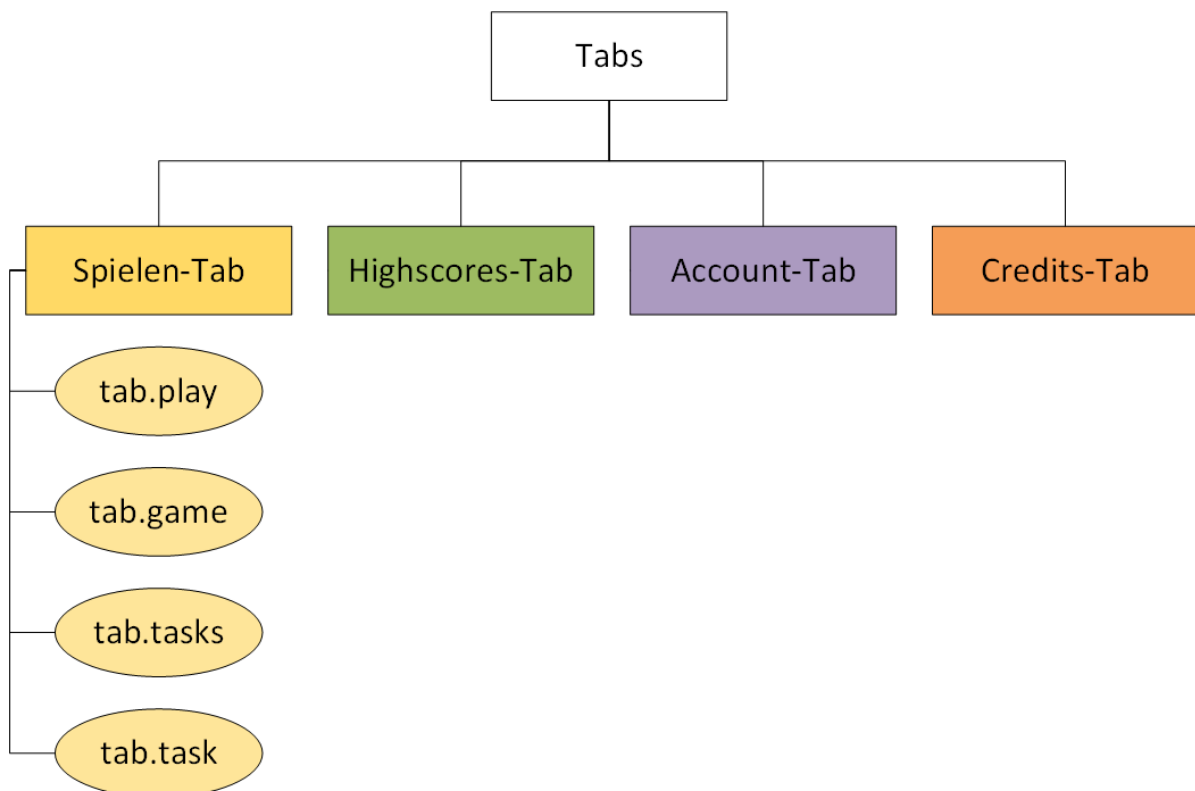 Tabs
Spielen-Tab
Highscores-Tab
Account-Tab
Credits-Tab
tab.play
tab.game
tab.tasks
tab.task